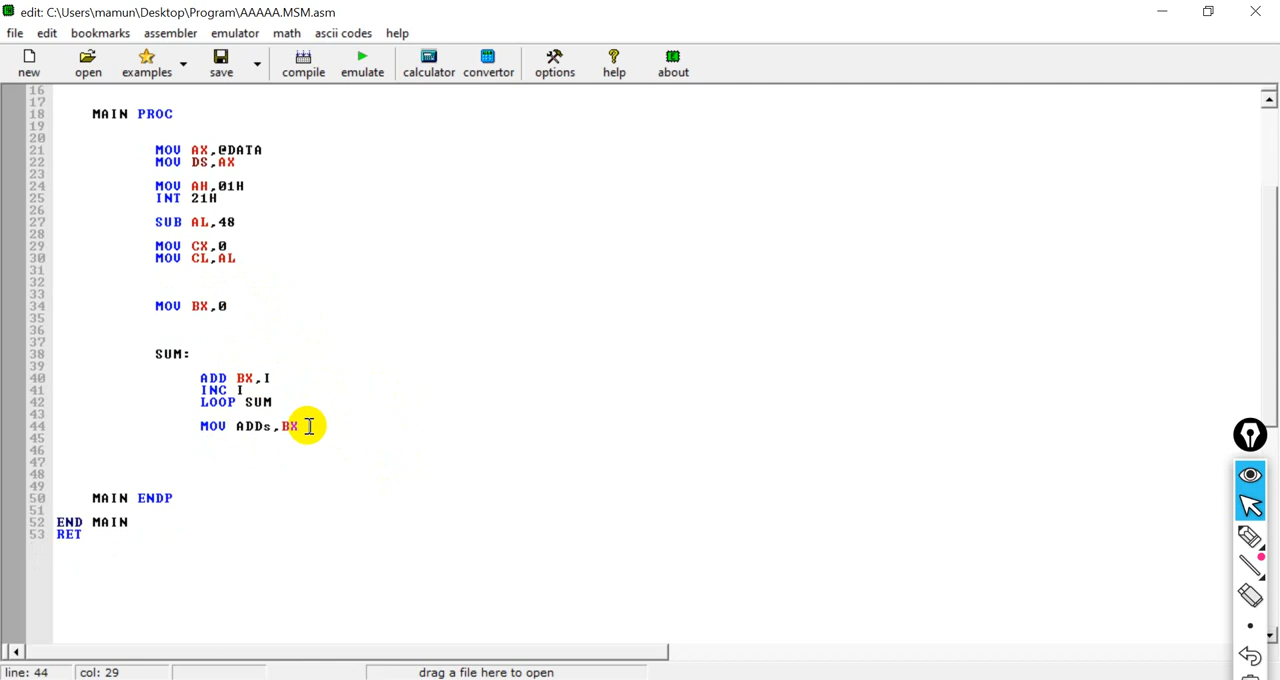 edit: C:\Users\mamun\Desktop\Program\AAAAA.MSM.asm
file edit bookmarks assembler emulator math ascii codes help
new open examples save compile emulate calculator convertor options help about
16
17
18 MAIN PROC
19
20
21 MOV AX,@DATA
22 MOV DS,AX
23
24 MOV AH,01H
25 INT 21H
26
27 SUB AL,48
28
29 MOV CX,0
30 MOV CL,AL
31
32
33
34 MOV BX,0
35
36
37
38 SUM:
39
40 ADD BX,I
41 INC I
42 LOOP SUM
43
44 MOV ADDs,BX
45
46
47
48
49
50 MAIN ENDP
51
52 END MAIN
53 RET
line: 44 col: 29 drag a file here to open